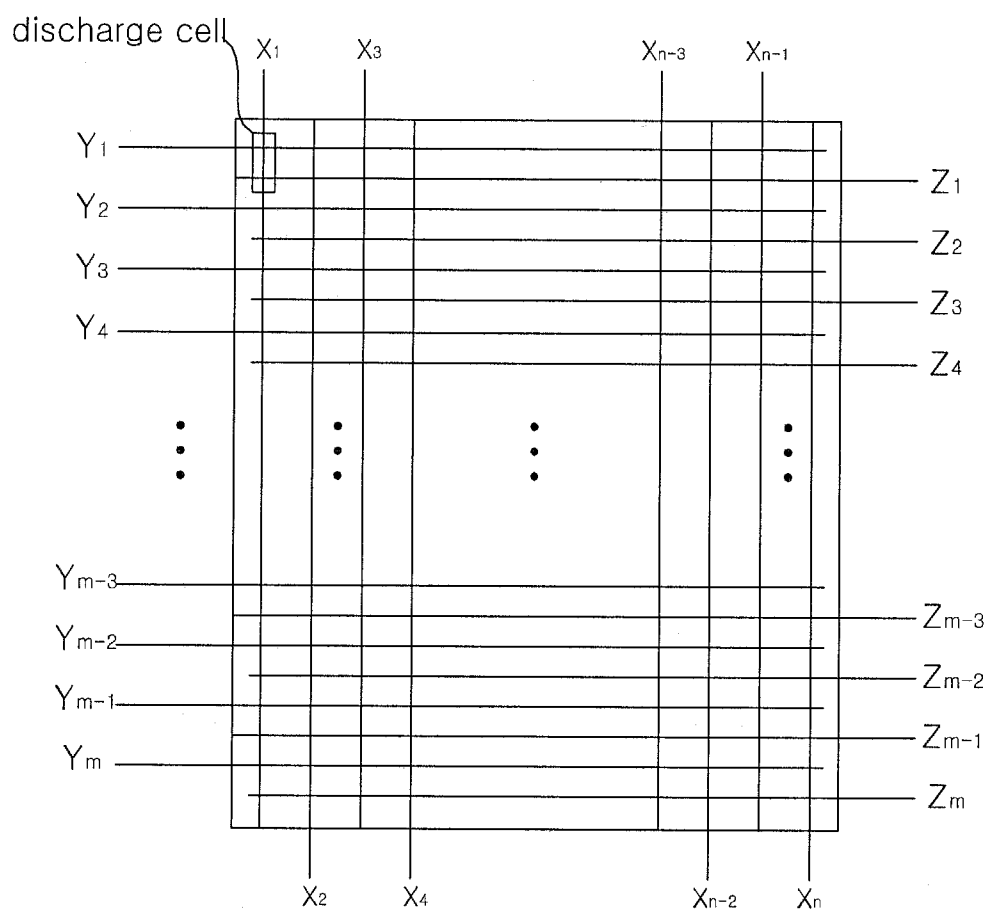 discharge cell
X1 X3 Xn-3 Xn-1
Y1
Z1
Y2
Z2
Y3
Z3
Y4
Z4
Ym-3
Zm-3
Ym-2
Zm-2
Ym-1
Zm-1
Ym
Zm
X2 X4 Xn-2 Xn